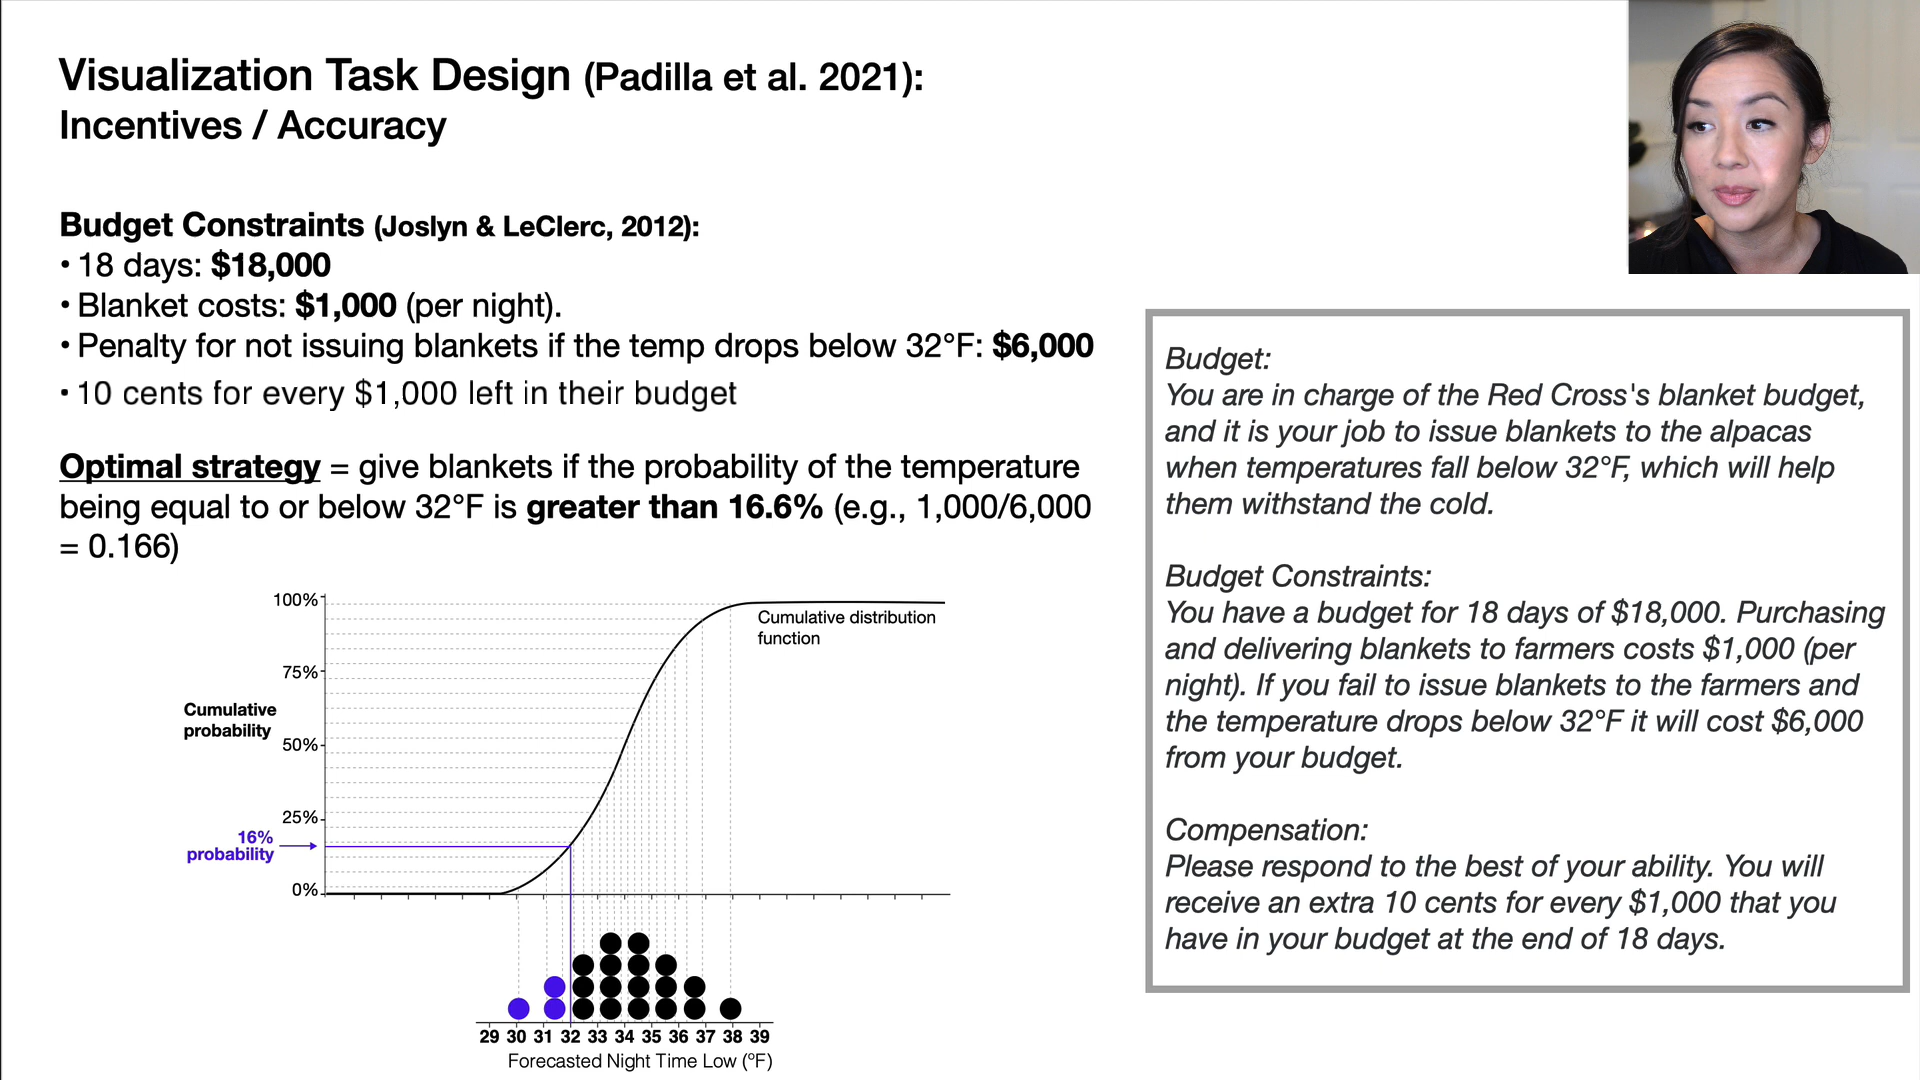 Visualization Task Design (Padilla et al. 2021):
Incentives / Accuracy
Budget Constraints (Joslyn & LeClerc, 2012):
• 18 days: $18,000
• Blanket costs: $1,000 (per night).
• Penalty for not issuing blankets if the temp drops below 32°F: $6,000
• 10 cents for every $1,000 left in their budget
Optimal strategy = give blankets if the probability of the temperature
being equal to or below 32°F is greater than 16.6% (e.g., 1,000/6,000
= 0.166)
100%
75%
50%
25%
0%
Cumulative
probability
16%
probability
Cumulative distribution
function
29 30 31 32 33 34 35 36 37 38 39
Forecasted Night Time Low (°F)
Budget:
You are in charge of the Red Cross's blanket budget,
and it is your job to issue blankets to the alpacas
when temperatures fall below 32°F, which will help
them withstand the cold.
Budget Constraints:
You have a budget for 18 days of $18,000. Purchasing
and delivering blankets to farmers costs $1,000 (per
night). If you fail to issue blankets to the farmers and
the temperature drops below 32°F it will cost $6,000
from your budget.
Compensation:
Please respond to the best of your ability. You will
receive an extra 10 cents for every $1,000 that you
have in your budget at the end of 18 days.